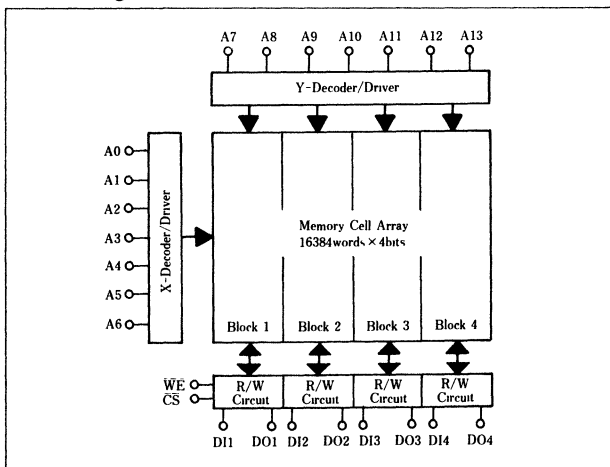 A7 A8 A9 A10 A11 A12 A13
Y-Decoder/Driver
A0
A1
A2
A3
A4
A5
A6
X-Decoder/Driver
Memory Cell Array
16384words × 4bits
Block 1 Block 2 Block 3 Block 4
W̅E̅
C̅S̅
R/W Circuit
R/W Circuit
R/W Circuit
R/W Circuit
DI1 DO1 DI2 DO2 DI3 DO3 DI4 DO4